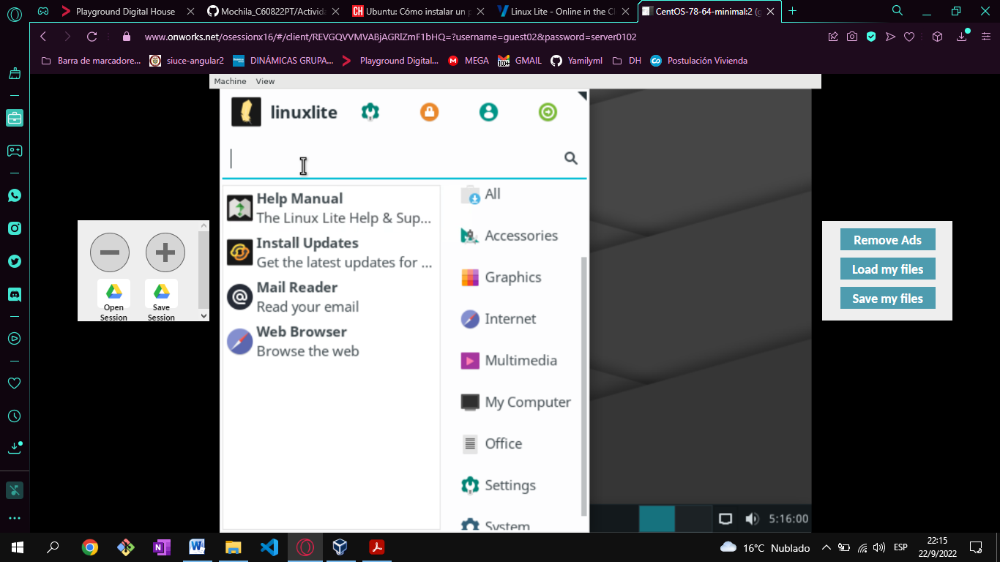 Playground Digital House
Mochila_C60822PT/Activid
Ubuntu: Cómo instalar un p
Linux Lite - Online in the Cl
CentOS-78-64-minimal:2 (g
www.onworks.net/osessionx16/#/client/REVGQVVMVABjAGRlZmF1bHQ=?username=guest02&password=server0102
Barra de marcadore...
siuce-angular2
DINÁMICAS GRUPA...
Playground Digital...
MEGA
100+
GMAIL
Yamilyml
DH
Postulación Vivienda
Machine View
linuxlite
Help Manual
The Linux Lite Help & Sup...
Install Updates
Get the latest updates for ...
Mail Reader
Read your email
Web Browser
Browse the web
All
Accessories
Graphics
Internet
Multimedia
My Computer
Office
Settings
System
Open
Session
Save
Session
Remove Ads
Load my files
Save my files
5:16:00
16°C Nublado
ESP
22:15
22/9/2022